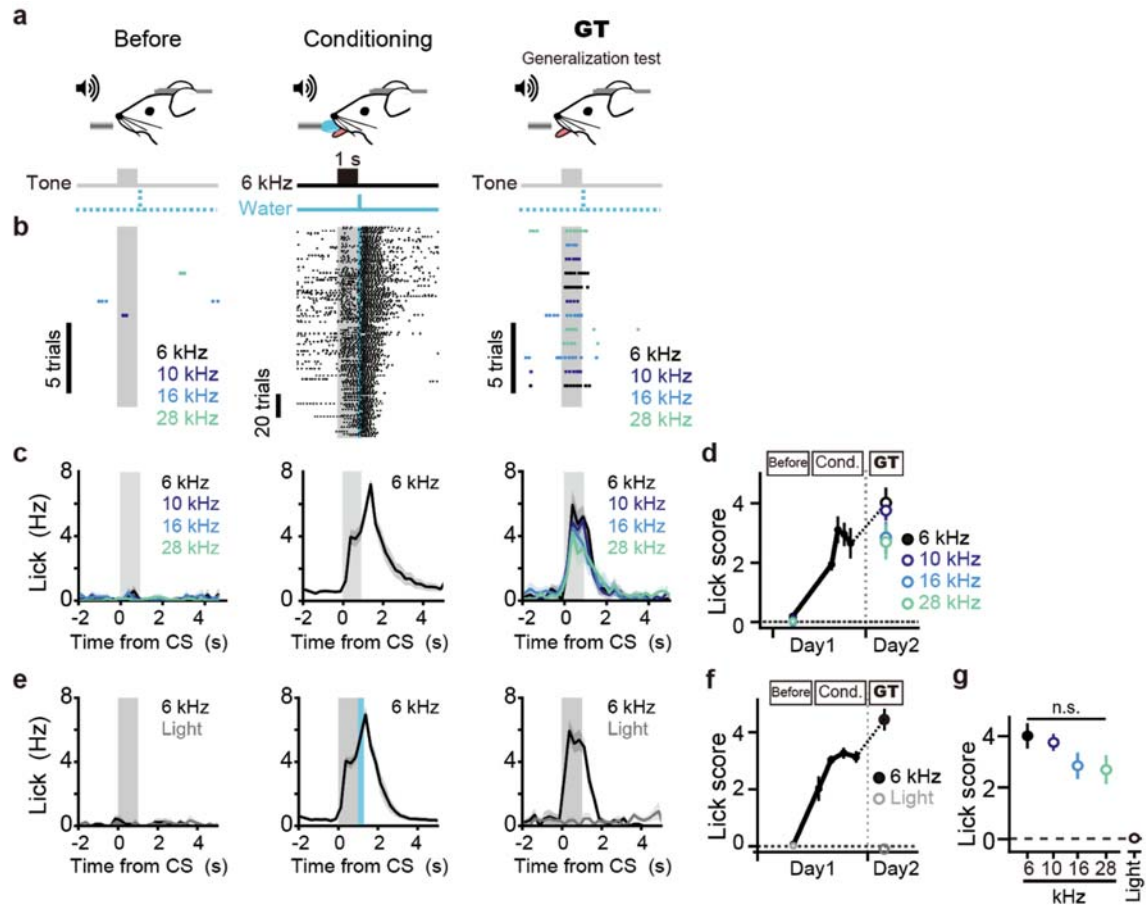 a
Before
Conditioning
GT
Generalization test
1 s
Tone
6 kHz
Tone
Water
b
5 trials
6 kHz
10 kHz
16 kHz
28 kHz
20 trials
5 trials
6 kHz
10 kHz
16 kHz
28 kHz
c
Lick (Hz)
8
4
0
6 kHz
10 kHz
16 kHz
28 kHz
-2 0 2 4
Time from CS (s)
8
4
0
6 kHz
-2 0 2 4
Time from CS (s)
8
4
0
6 kHz
10 kHz
16 kHz
28 kHz
-2 0 2 4
Time from CS (s)
d
Before Cond. GT
Lick score
4
2
0
6 kHz
10 kHz
16 kHz
28 kHz
Day1 Day2
e
Lick (Hz)
8
4
0
6 kHz
Light
-2 0 2 4
Time from CS (s)
8
4
0
6 kHz
-2 0 2 4
Time from CS (s)
8
4
0
6 kHz
Light
-2 0 2 4
Time from CS (s)
f
Before Cond. GT
Lick score
4
2
0
6 kHz
Light
Day1 Day2
g
n.s.
Lick score
4
2
0
6 10 16 28
Light
kHz